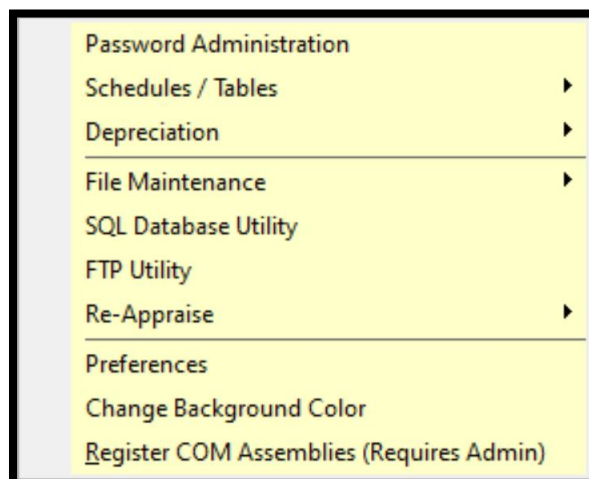 Password Administration
Schedules / Tables
Depreciation
File Maintenance
SQL Database Utility
FTP Utility
Re-Appraise
Preferences
Change Background Color
Register COM Assemblies (Requires Admin)